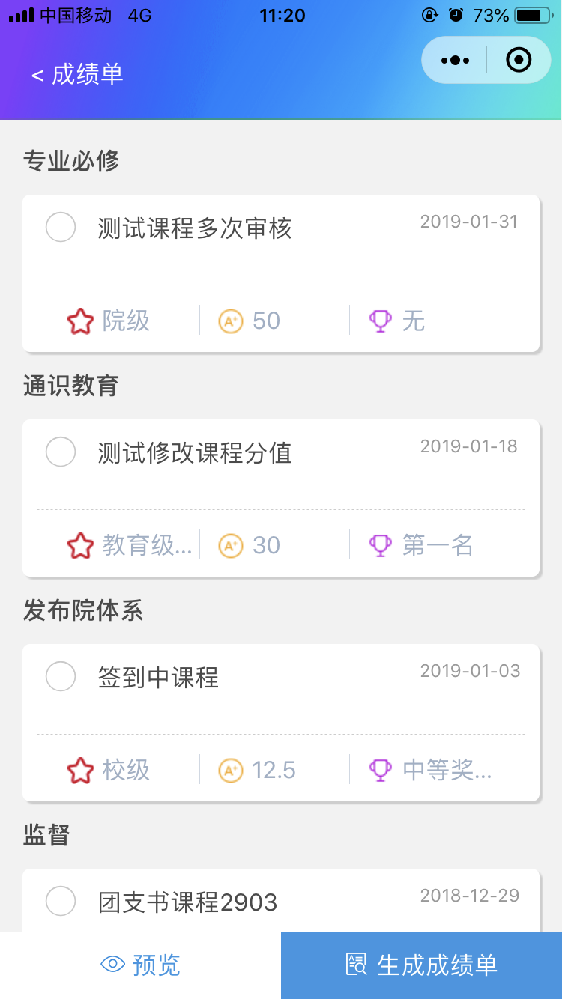 中国移动 4G 11:20 73%
< 成绩单
专业必修
测试课程多次审核 2019-01-31
院级 A+ 50 无
通识教育
测试修改课程分值 2019-01-18
教育级... A+ 30 第一名
发布院体系
签到中课程 2019-01-03
校级 A+ 12.5 中等奖...
监督
团支书课程2903 2018-12-29
预览 生成成绩单